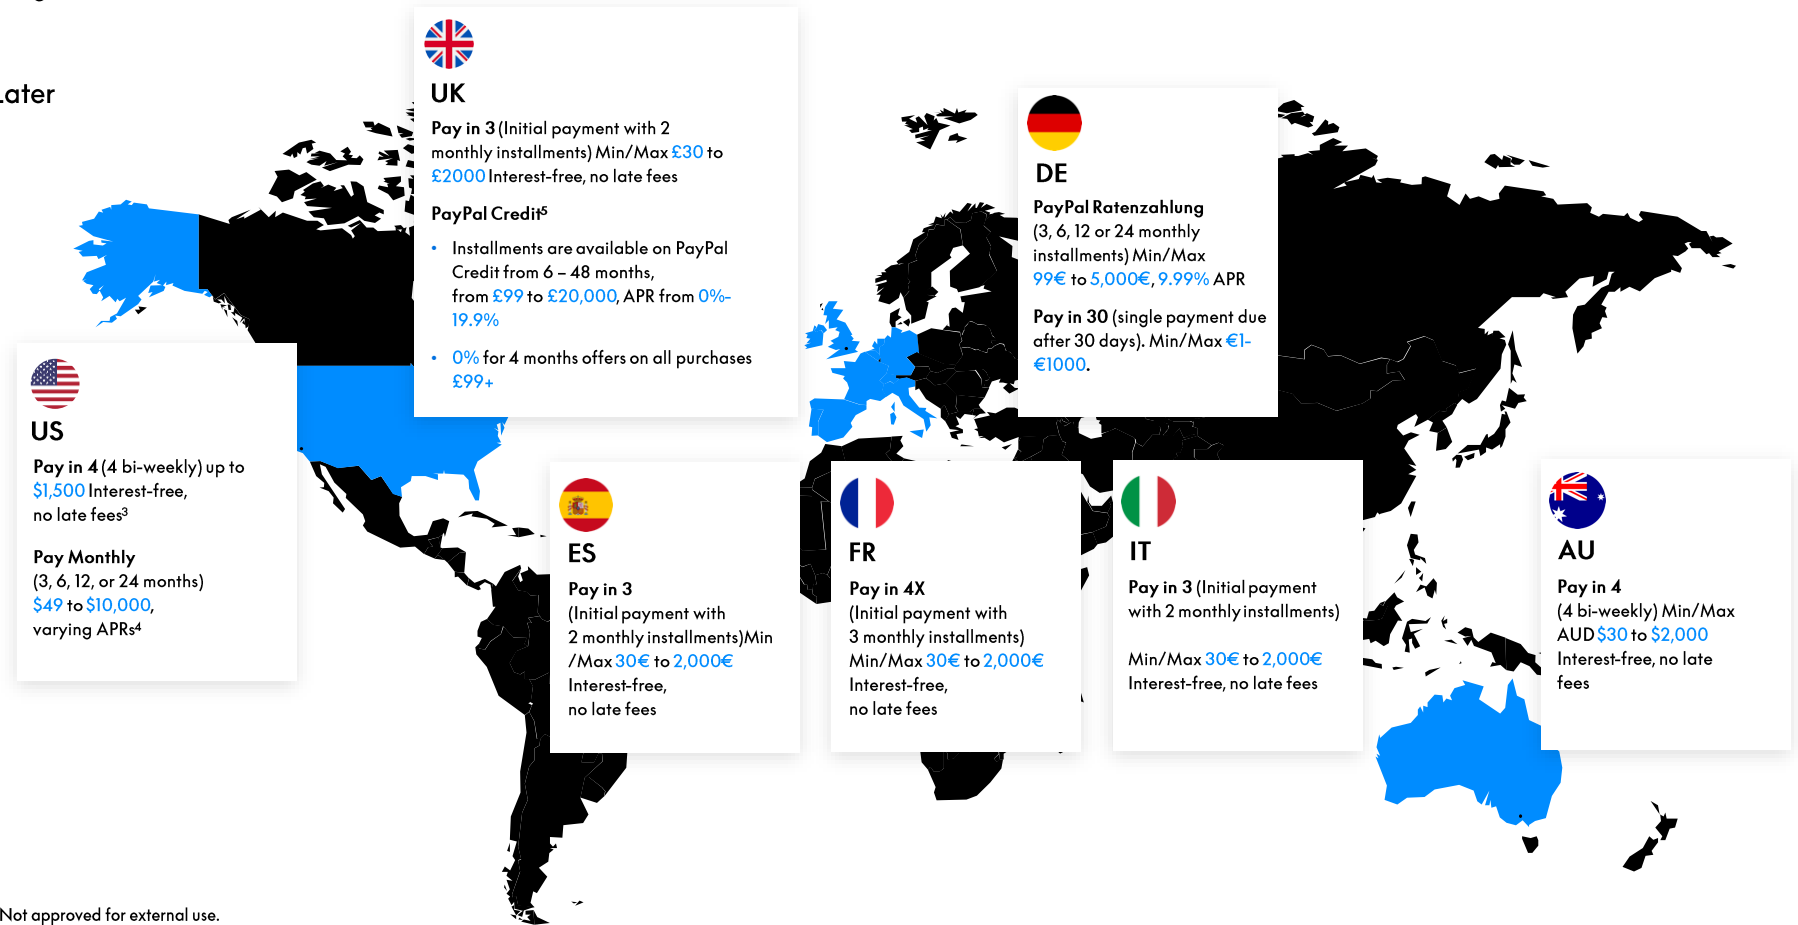 Later
UK
Pay in 3 (Initial payment with 2
monthly installments) Min/Max £30 to
£2000 Interest-free, no late fees
PayPal Credit⁵
• Installments are available on PayPal
Credit from 6 – 48 months,
from £99 to £20,000, APR from 0%-
19.9%
• 0% for 4 months offers on all purchases
£99+
DE
PayPal Ratenzahlung
(3, 6, 12 or 24 monthly
installments) Min/Max
99€ to 5,000€, 9.99% APR
Pay in 30 (single payment due
after 30 days). Min/Max €1-
€1000.
US
Pay in 4 (4 bi-weekly) up to
$1,500 Interest-free,
no late fees³
Pay Monthly
(3, 6, 12, or 24 months)
$49 to $10,000,
varying APRs⁴
ES
Pay in 3
(Initial payment with
2 monthly installments)Min
/Max 30€ to 2,000€
Interest-free,
no late fees
FR
Pay in 4X
(Initial payment with
3 monthly installments)
Min/Max 30€ to 2,000€
Interest-free,
no late fees
IT
Pay in 3 (Initial payment
with 2 monthly installments)
Min/Max 30€ to 2,000€
Interest-free, no late fees
AU
Pay in 4
(4 bi-weekly) Min/Max
AUD $30 to $2,000
Interest-free, no late
fees
Not approved for external use.